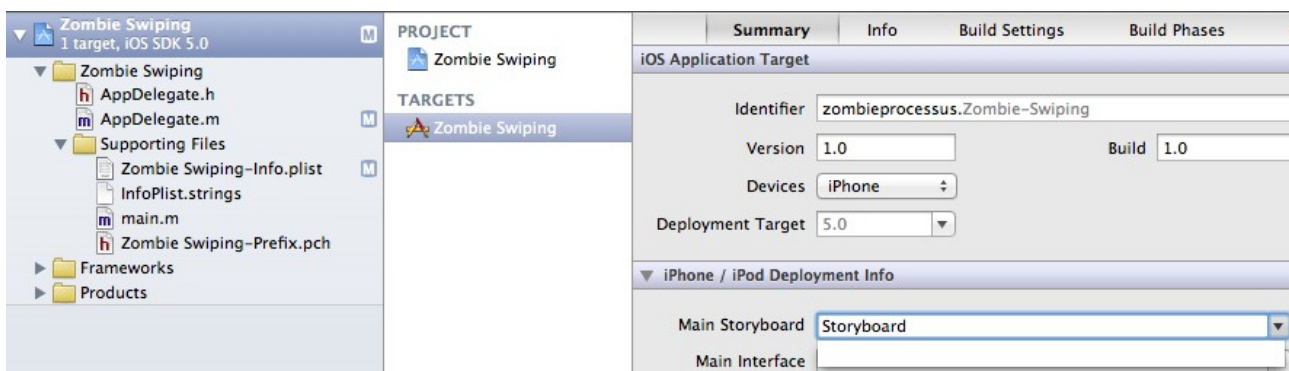 Zombie Swiping
1 target, iOS SDK 5.0
M
Zombie Swiping
h AppDelegate.h
m AppDelegate.m
M
Supporting Files
Zombie Swiping-Info.plist
M
InfoPlist.strings
m main.m
h Zombie Swiping-Prefix.pch
Frameworks
Products
PROJECT
Zombie Swiping
TARGETS
Zombie Swiping
Summary Info Build Settings Build Phases
iOS Application Target
Identifier zombieprocessus.Zombie-Swiping
Version 1.0 Build 1.0
Devices iPhone
Deployment Target 5.0
iPhone / iPod Deployment Info
Main Storyboard Storyboard
Main Interface